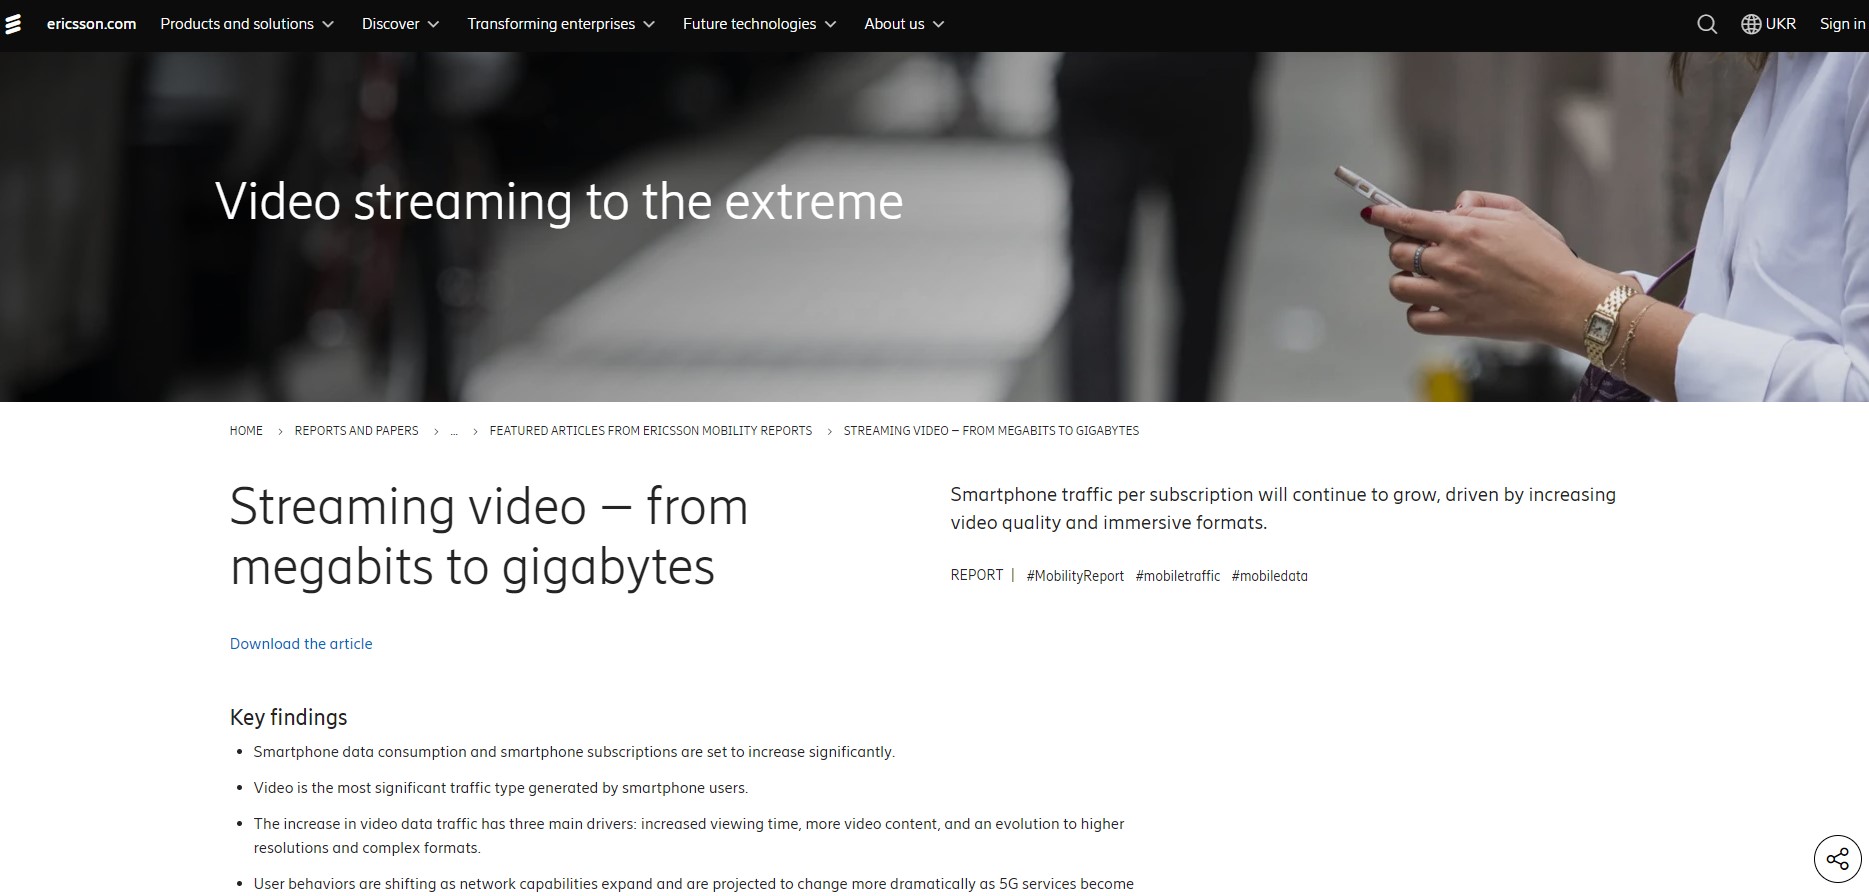 ericsson.com Products and solutions Discover Transforming enterprises Future technologies About us UKR Sign in
Video streaming to the extreme
HOME > REPORTS AND PAPERS > ... > FEATURED ARTICLES FROM ERICSSON MOBILITY REPORTS > STREAMING VIDEO – FROM MEGABITS TO GIGABYTES
Streaming video – from
megabits to gigabytes
Download the article
Smartphone traffic per subscription will continue to grow, driven by increasing
video quality and immersive formats.
REPORT | #MobilityReport #mobiletraffic #mobiledata
Key findings
• Smartphone data consumption and smartphone subscriptions are set to increase significantly.
• Video is the most significant traffic type generated by smartphone users.
• The increase in video data traffic has three main drivers: increased viewing time, more video content, and an evolution to higher
resolutions and complex formats.
• User behaviors are shifting as network capabilities expand and are projected to change more dramatically as 5G services become